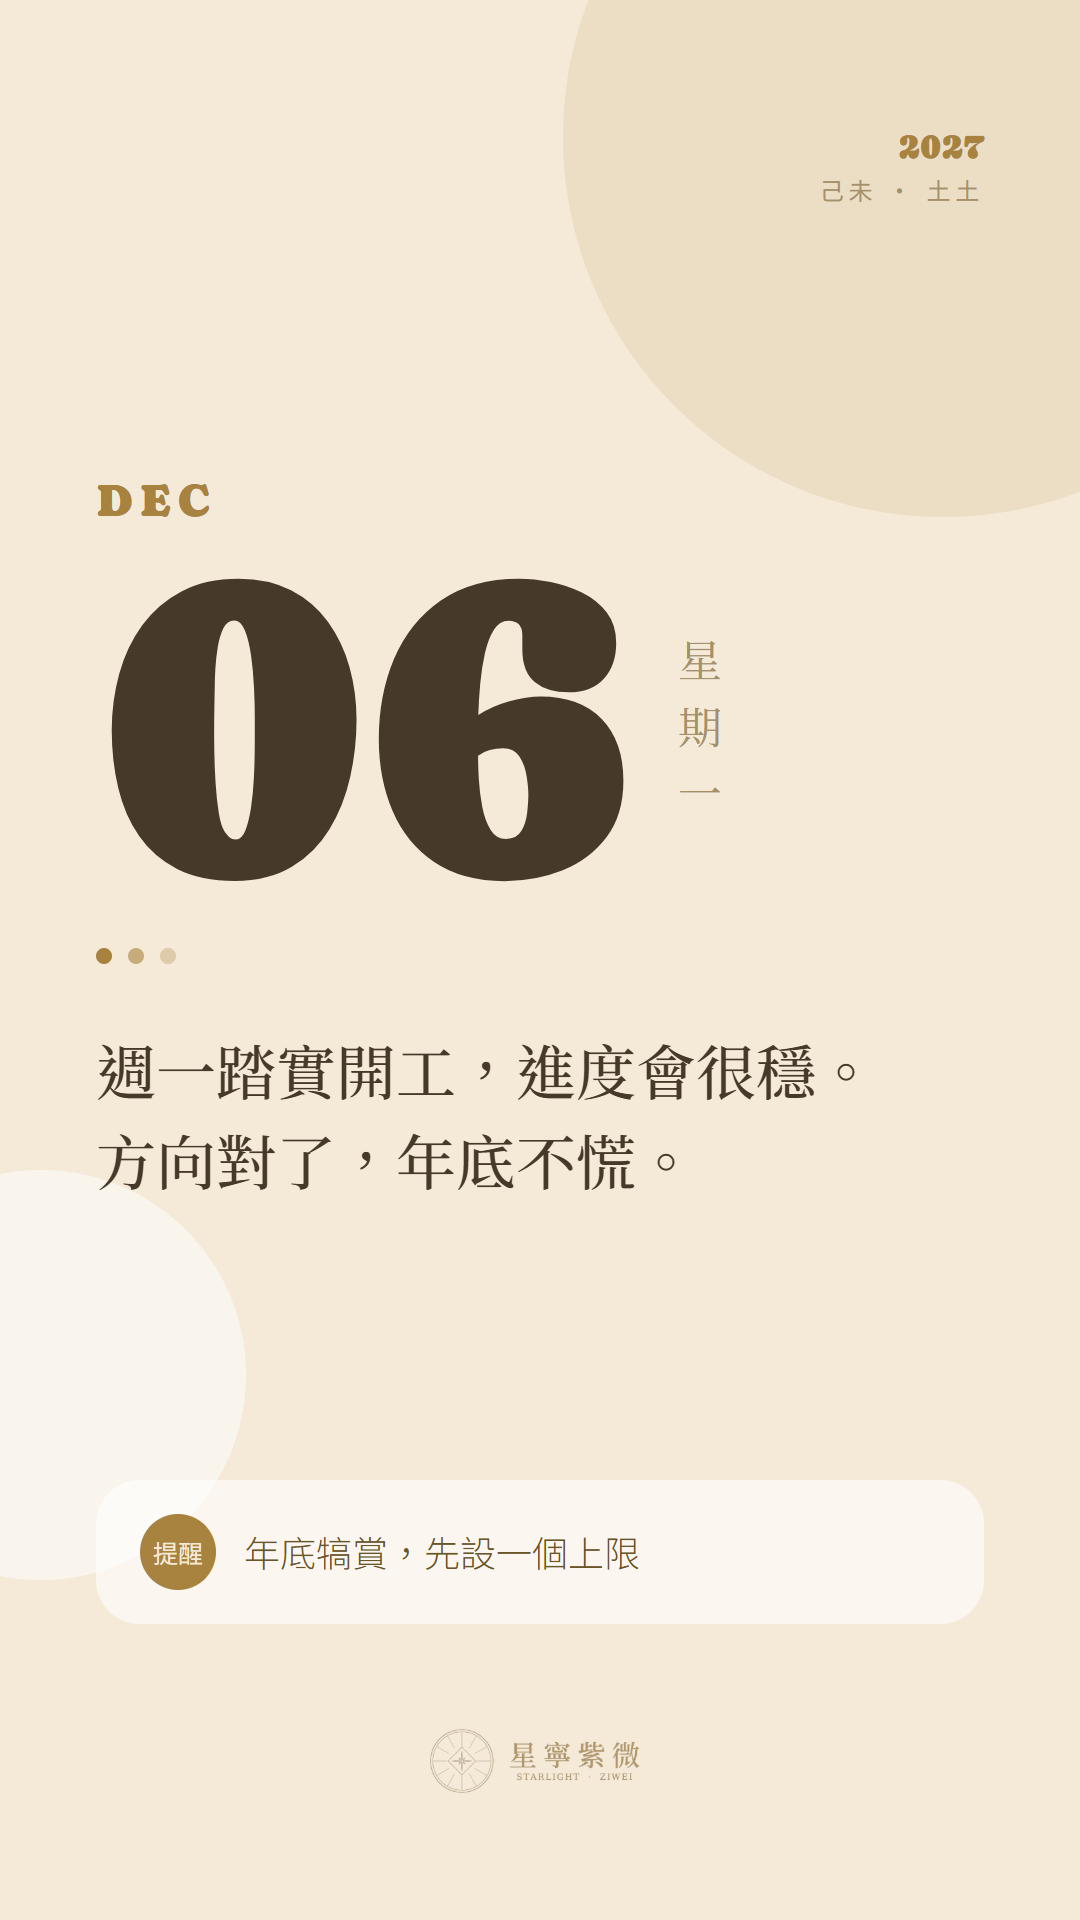 2027
己未 · 土土
DEC
06
星期一
週一踏實開工，進度會很穩。
方向對了，年底不慌。
提醒
年底犒賞，先設一個上限
星寧紫微
STARLIGHT · ZIWEI